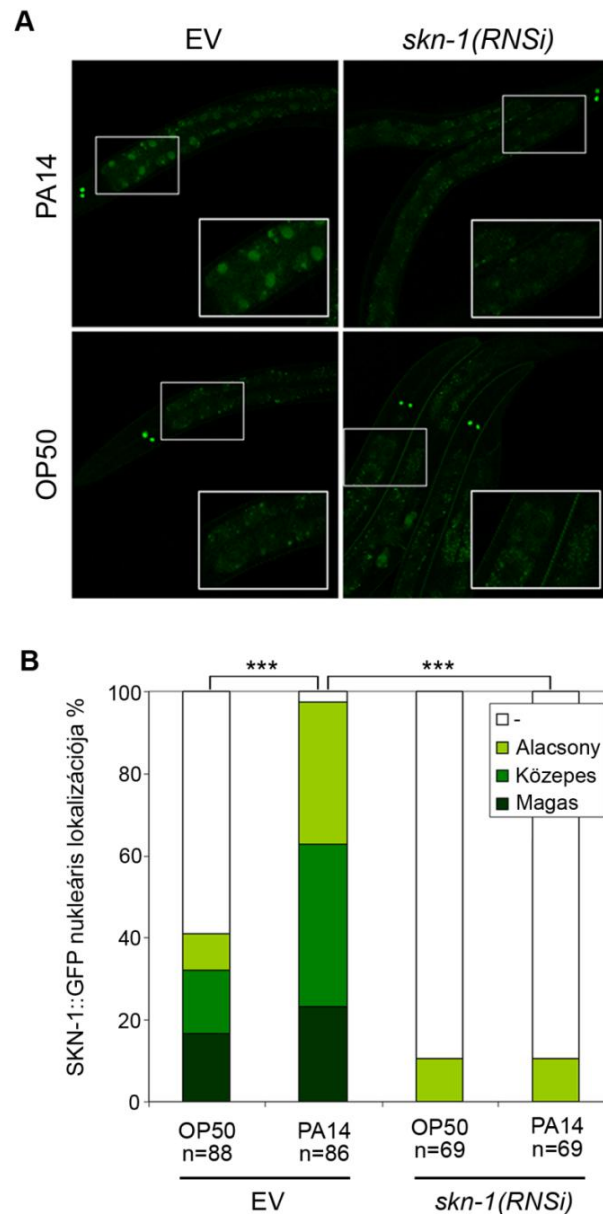 A
EV
skn-1(RNSi)
PA14
OP50
B
*** ***
SKN-1::GFP nukleáris lokalizációja %
100
80
60
40
20
0
-
Alacsony
Közepes
Magas
OP50 PA14 OP50 PA14
n=88 n=86 n=69 n=69
EV skn-1(RNSi)